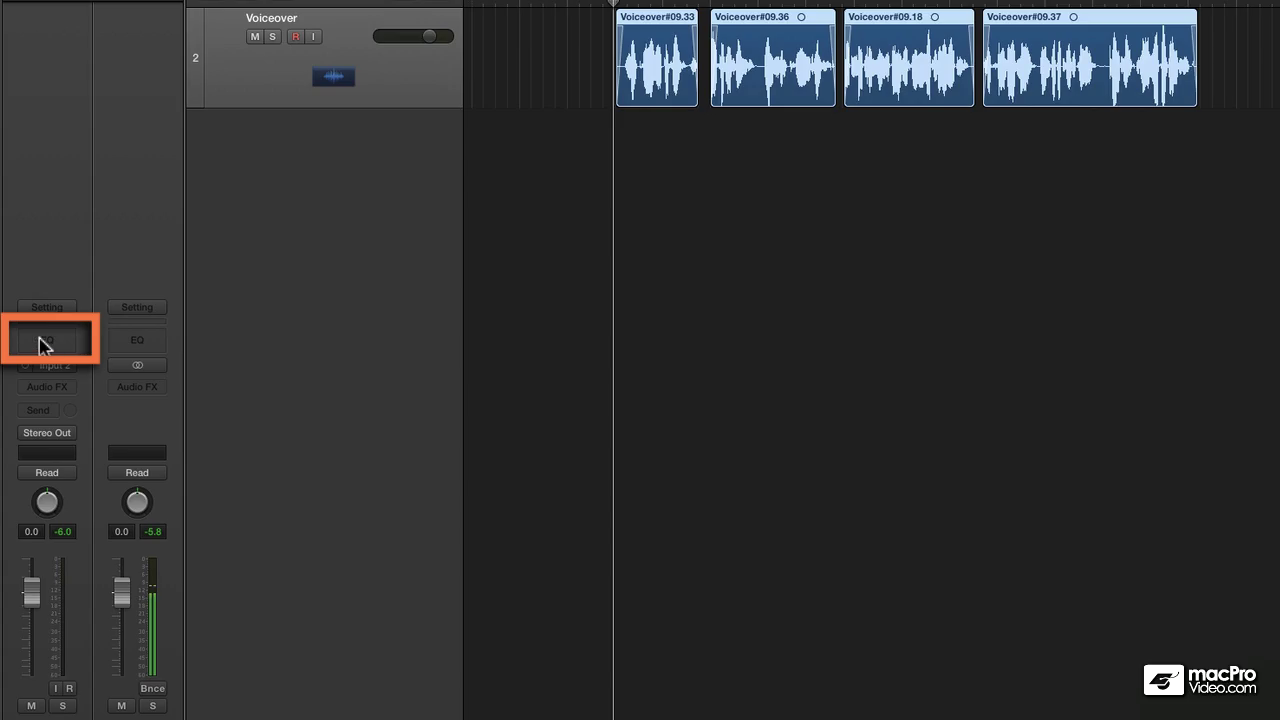 Voiceover
M S R I
2
Voiceover#09.33
Voiceover#09.36
Voiceover#09.18
Voiceover#09.37
Setting
Setting
EQ
EQ
Input 2
Audio FX
Audio FX
Send
Stereo Out
Read
Read
0.0 -6.0
0.0 -5.8
I R
Bnce
M S
M S
macPro
Video.com